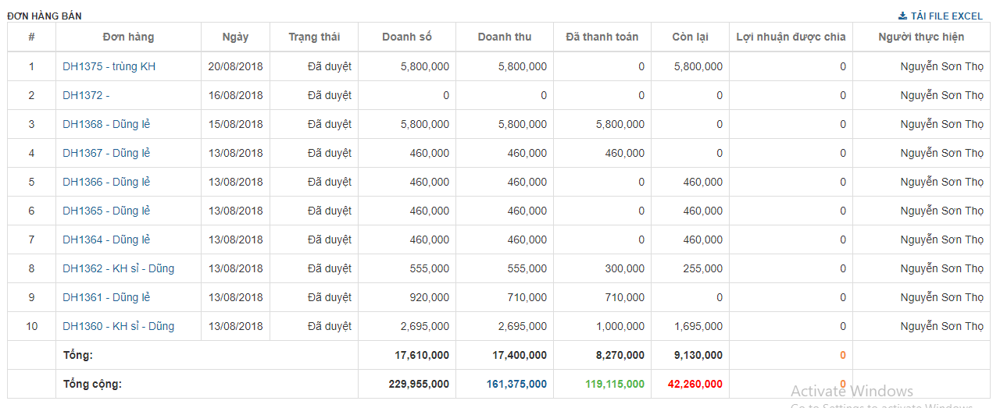 ĐƠN HÀNG BÁN TẢI FILE EXCEL
# Đơn hàng Ngày Trạng thái Doanh số Doanh thu Đã thanh toán Còn lại Lợi nhuận được chia Người thực hiện
1 DH1375 - trùng KH 20/08/2018 Đã duyệt 5,800,000 5,800,000 0 5,800,000 0 Nguyễn Sơn Thọ
2 DH1372 - 16/08/2018 Đã duyệt 0 0 0 0 0 Nguyễn Sơn Thọ
3 DH1368 - Dũng lẻ 15/08/2018 Đã duyệt 5,800,000 5,800,000 5,800,000 0 0 Nguyễn Sơn Thọ
4 DH1367 - Dũng lẻ 13/08/2018 Đã duyệt 460,000 460,000 460,000 0 0 Nguyễn Sơn Thọ
5 DH1366 - Dũng lẻ 13/08/2018 Đã duyệt 460,000 460,000 0 460,000 0 Nguyễn Sơn Thọ
6 DH1365 - Dũng lẻ 13/08/2018 Đã duyệt 460,000 460,000 0 460,000 0 Nguyễn Sơn Thọ
7 DH1364 - Dũng lẻ 13/08/2018 Đã duyệt 460,000 460,000 0 460,000 0 Nguyễn Sơn Thọ
8 DH1362 - KH sỉ - Dũng 13/08/2018 Đã duyệt 555,000 555,000 300,000 255,000 0 Nguyễn Sơn Thọ
9 DH1361 - Dũng lẻ 13/08/2018 Đã duyệt 920,000 710,000 710,000 0 0 Nguyễn Sơn Thọ
10 DH1360 - KH sỉ - Dũng 13/08/2018 Đã duyệt 2,695,000 2,695,000 1,000,000 1,695,000 0 Nguyễn Sơn Thọ
Tổng: 17,610,000 17,400,000 8,270,000 9,130,000 0
Tổng cộng: 229,955,000 161,375,000 119,115,000 42,260,000 0
Activate Windows
Go to Settings to activate Windows